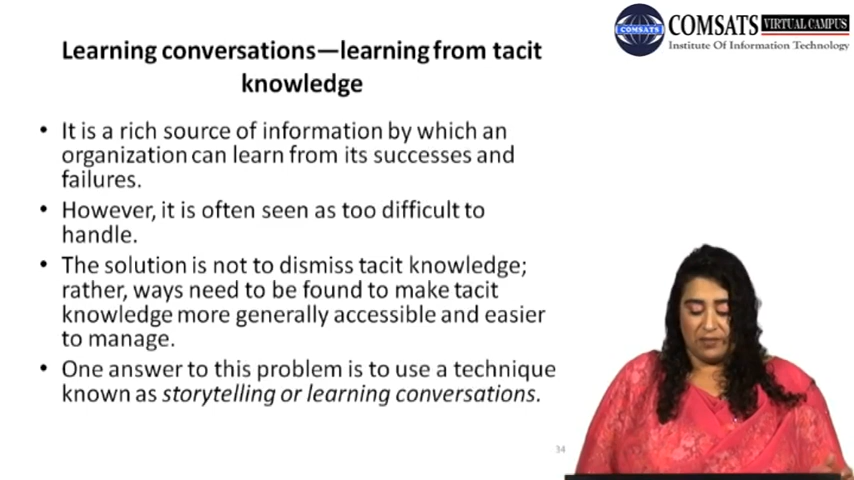 COMSATS VIRTUAL CAMPUS
Institute Of Information Technology
COMSATS
Learning conversations—learning from tacit
knowledge
• It is a rich source of information by which an
organization can learn from its successes and
failures.
• However, it is often seen as too difficult to
handle.
• The solution is not to dismiss tacit knowledge;
rather, ways need to be found to make tacit
knowledge more generally accessible and easier
to manage.
• One answer to this problem is to use a technique
known as storytelling or learning conversations.
34